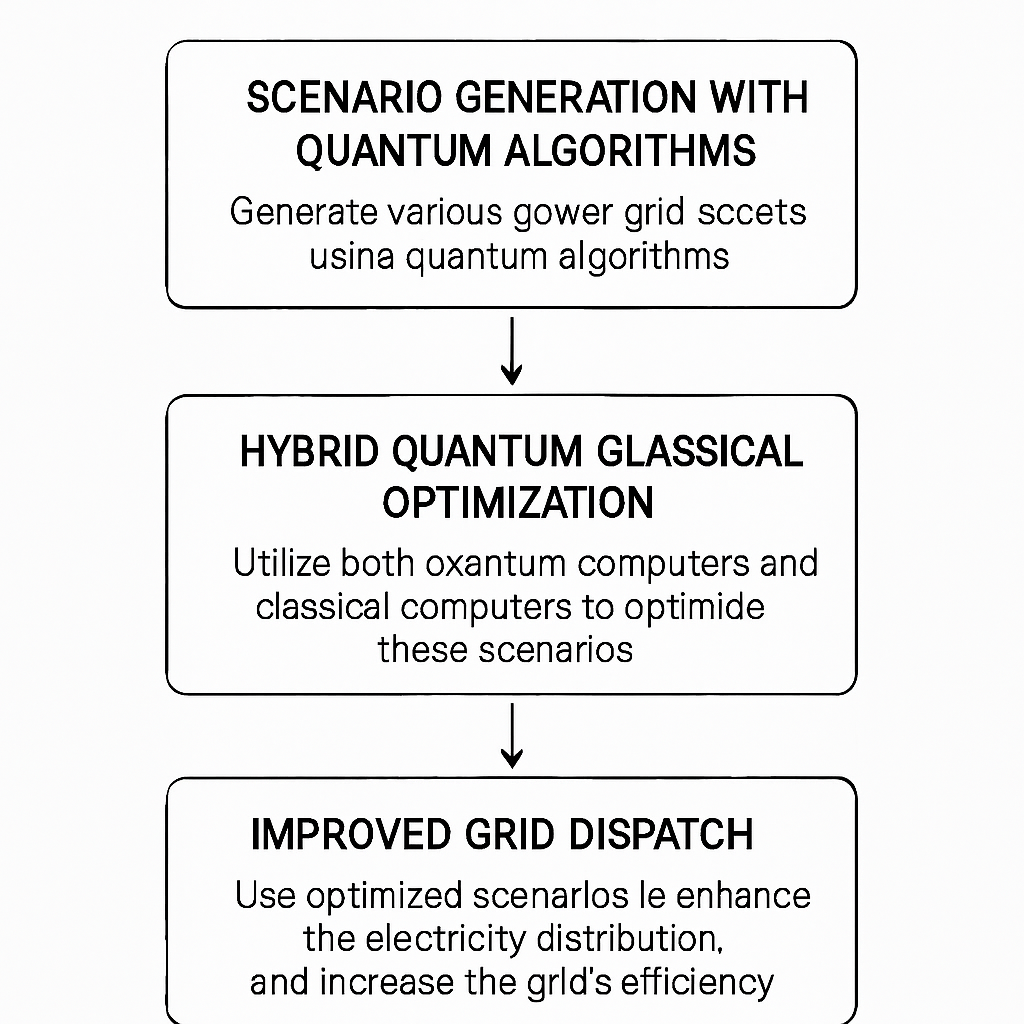 SCENARIO GENERATION WITH
QUANTUM ALGORITHMS
Generate various gower grid sccets
usina quantum algorithms
HYBRID QUANTUM GLASSICAL
OPTIMIZATION
Utilize both oxantum computers and
classical computers to optimide
these scenarios
IMPROVED GRID DISPATCH
Use optimized scenarlos le enhance
the electricity distribution,
and increase the grld's efficiency